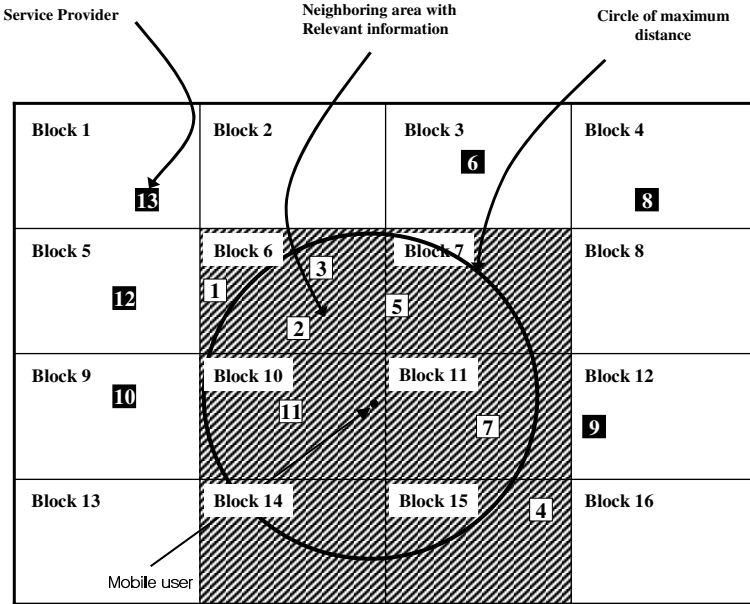 Service Provider
Neighboring area with
Relevant information
Circle of maximum
distance
Block 1
Block 2
Block 3
Block 4
6
13
8
Block 5
Block 6
Block 7
Block 8
3
1
12
5
2
Block 9
Block 10
Block 11
Block 12
10
11
7
9
Block 13
Block 14
Block 15
Block 16
4
Mobile user